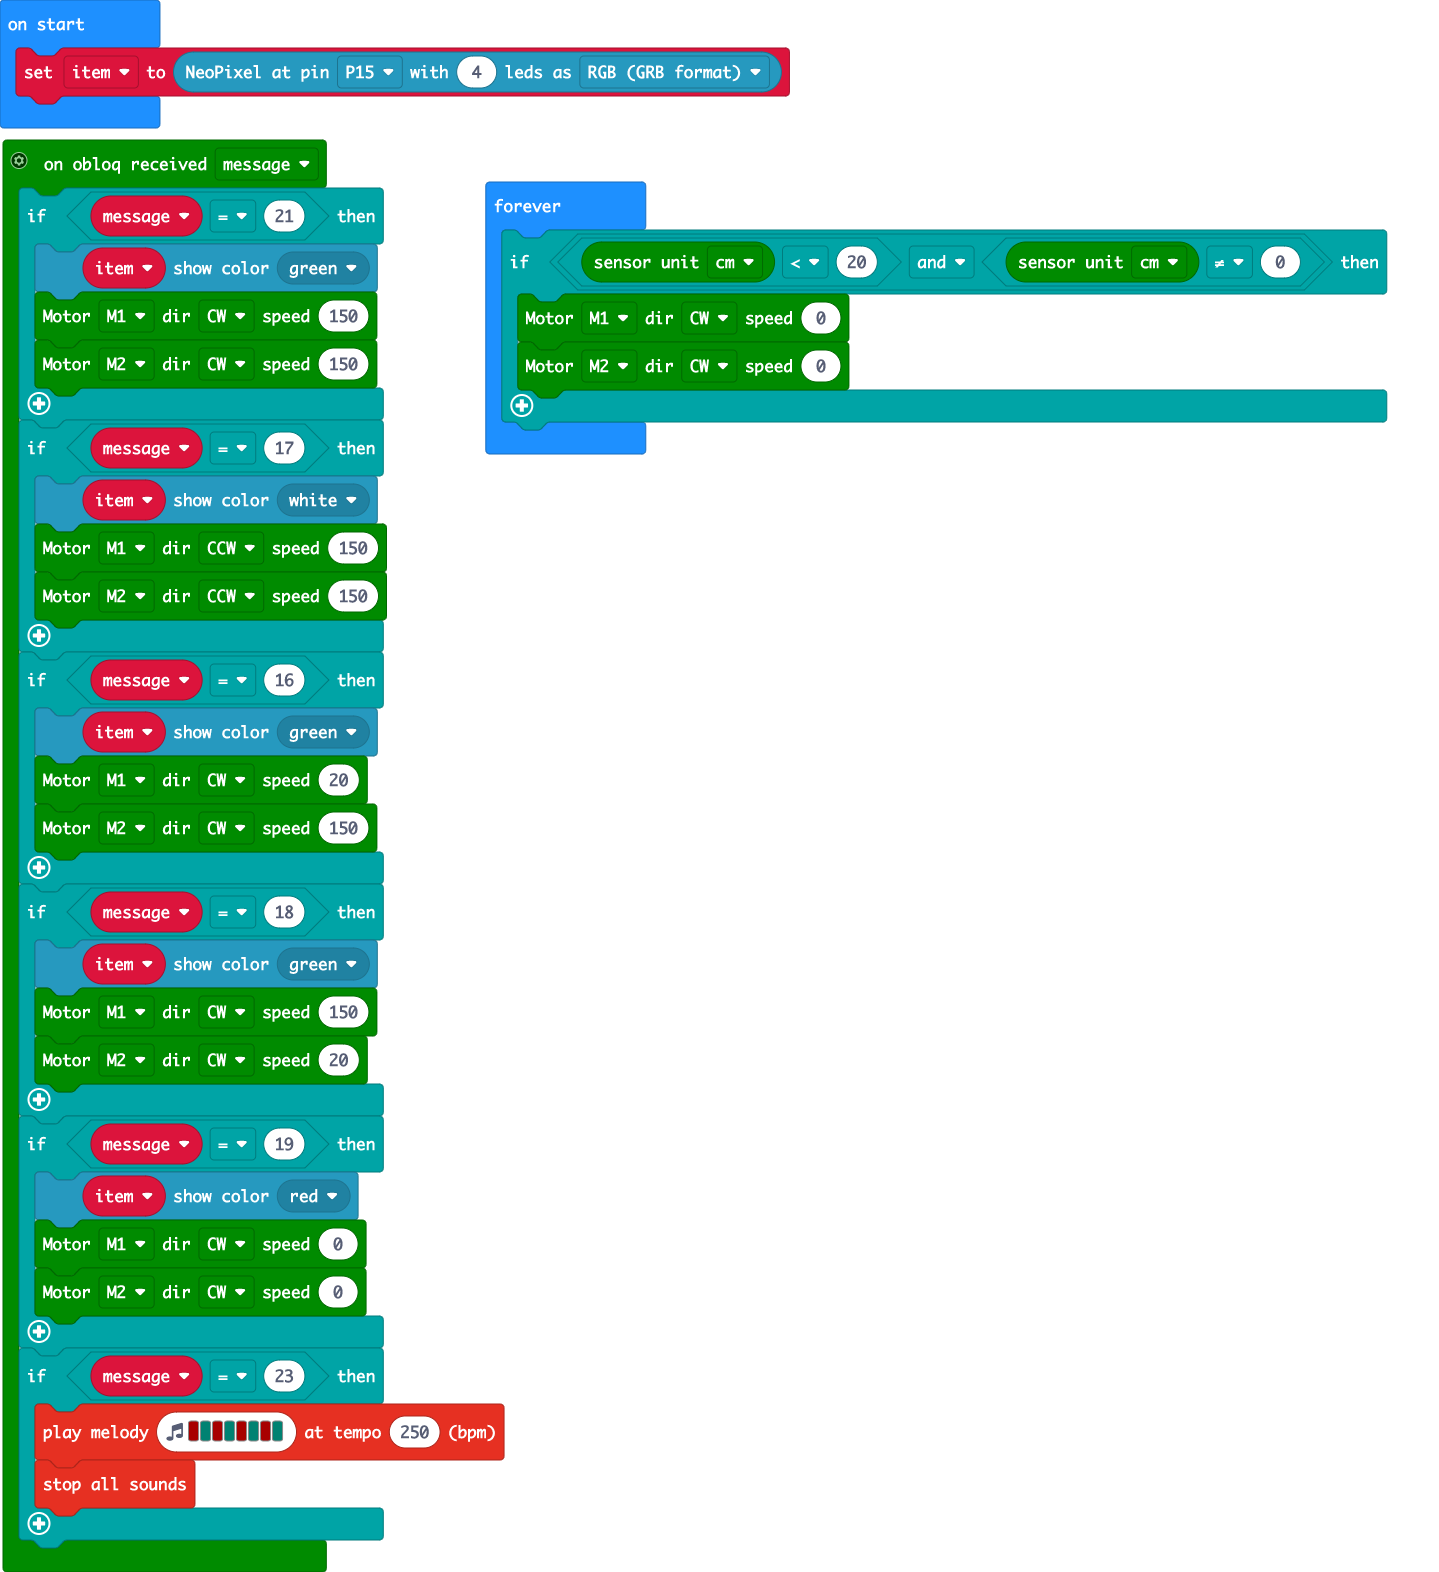 on start
set item to NeoPixel at pin P15 with 4 leds as RGB (GRB format)
on obloq received message
if message = 21 then
item show color green
Motor M1 dir CW speed 150
Motor M2 dir CW speed 150
if message = 17 then
item show color white
Motor M1 dir CCW speed 150
Motor M2 dir CCW speed 150
if message = 16 then
item show color green
Motor M1 dir CW speed 20
Motor M2 dir CW speed 150
if message = 18 then
item show color green
Motor M1 dir CW speed 150
Motor M2 dir CW speed 20
if message = 19 then
item show color red
Motor M1 dir CW speed 0
Motor M2 dir CW speed 0
if message = 23 then
play melody at tempo 250 (bpm)
stop all sounds
forever
if sensor unit cm < 20 and sensor unit cm ≠ 0 then
Motor M1 dir CW speed 0
Motor M2 dir CW speed 0